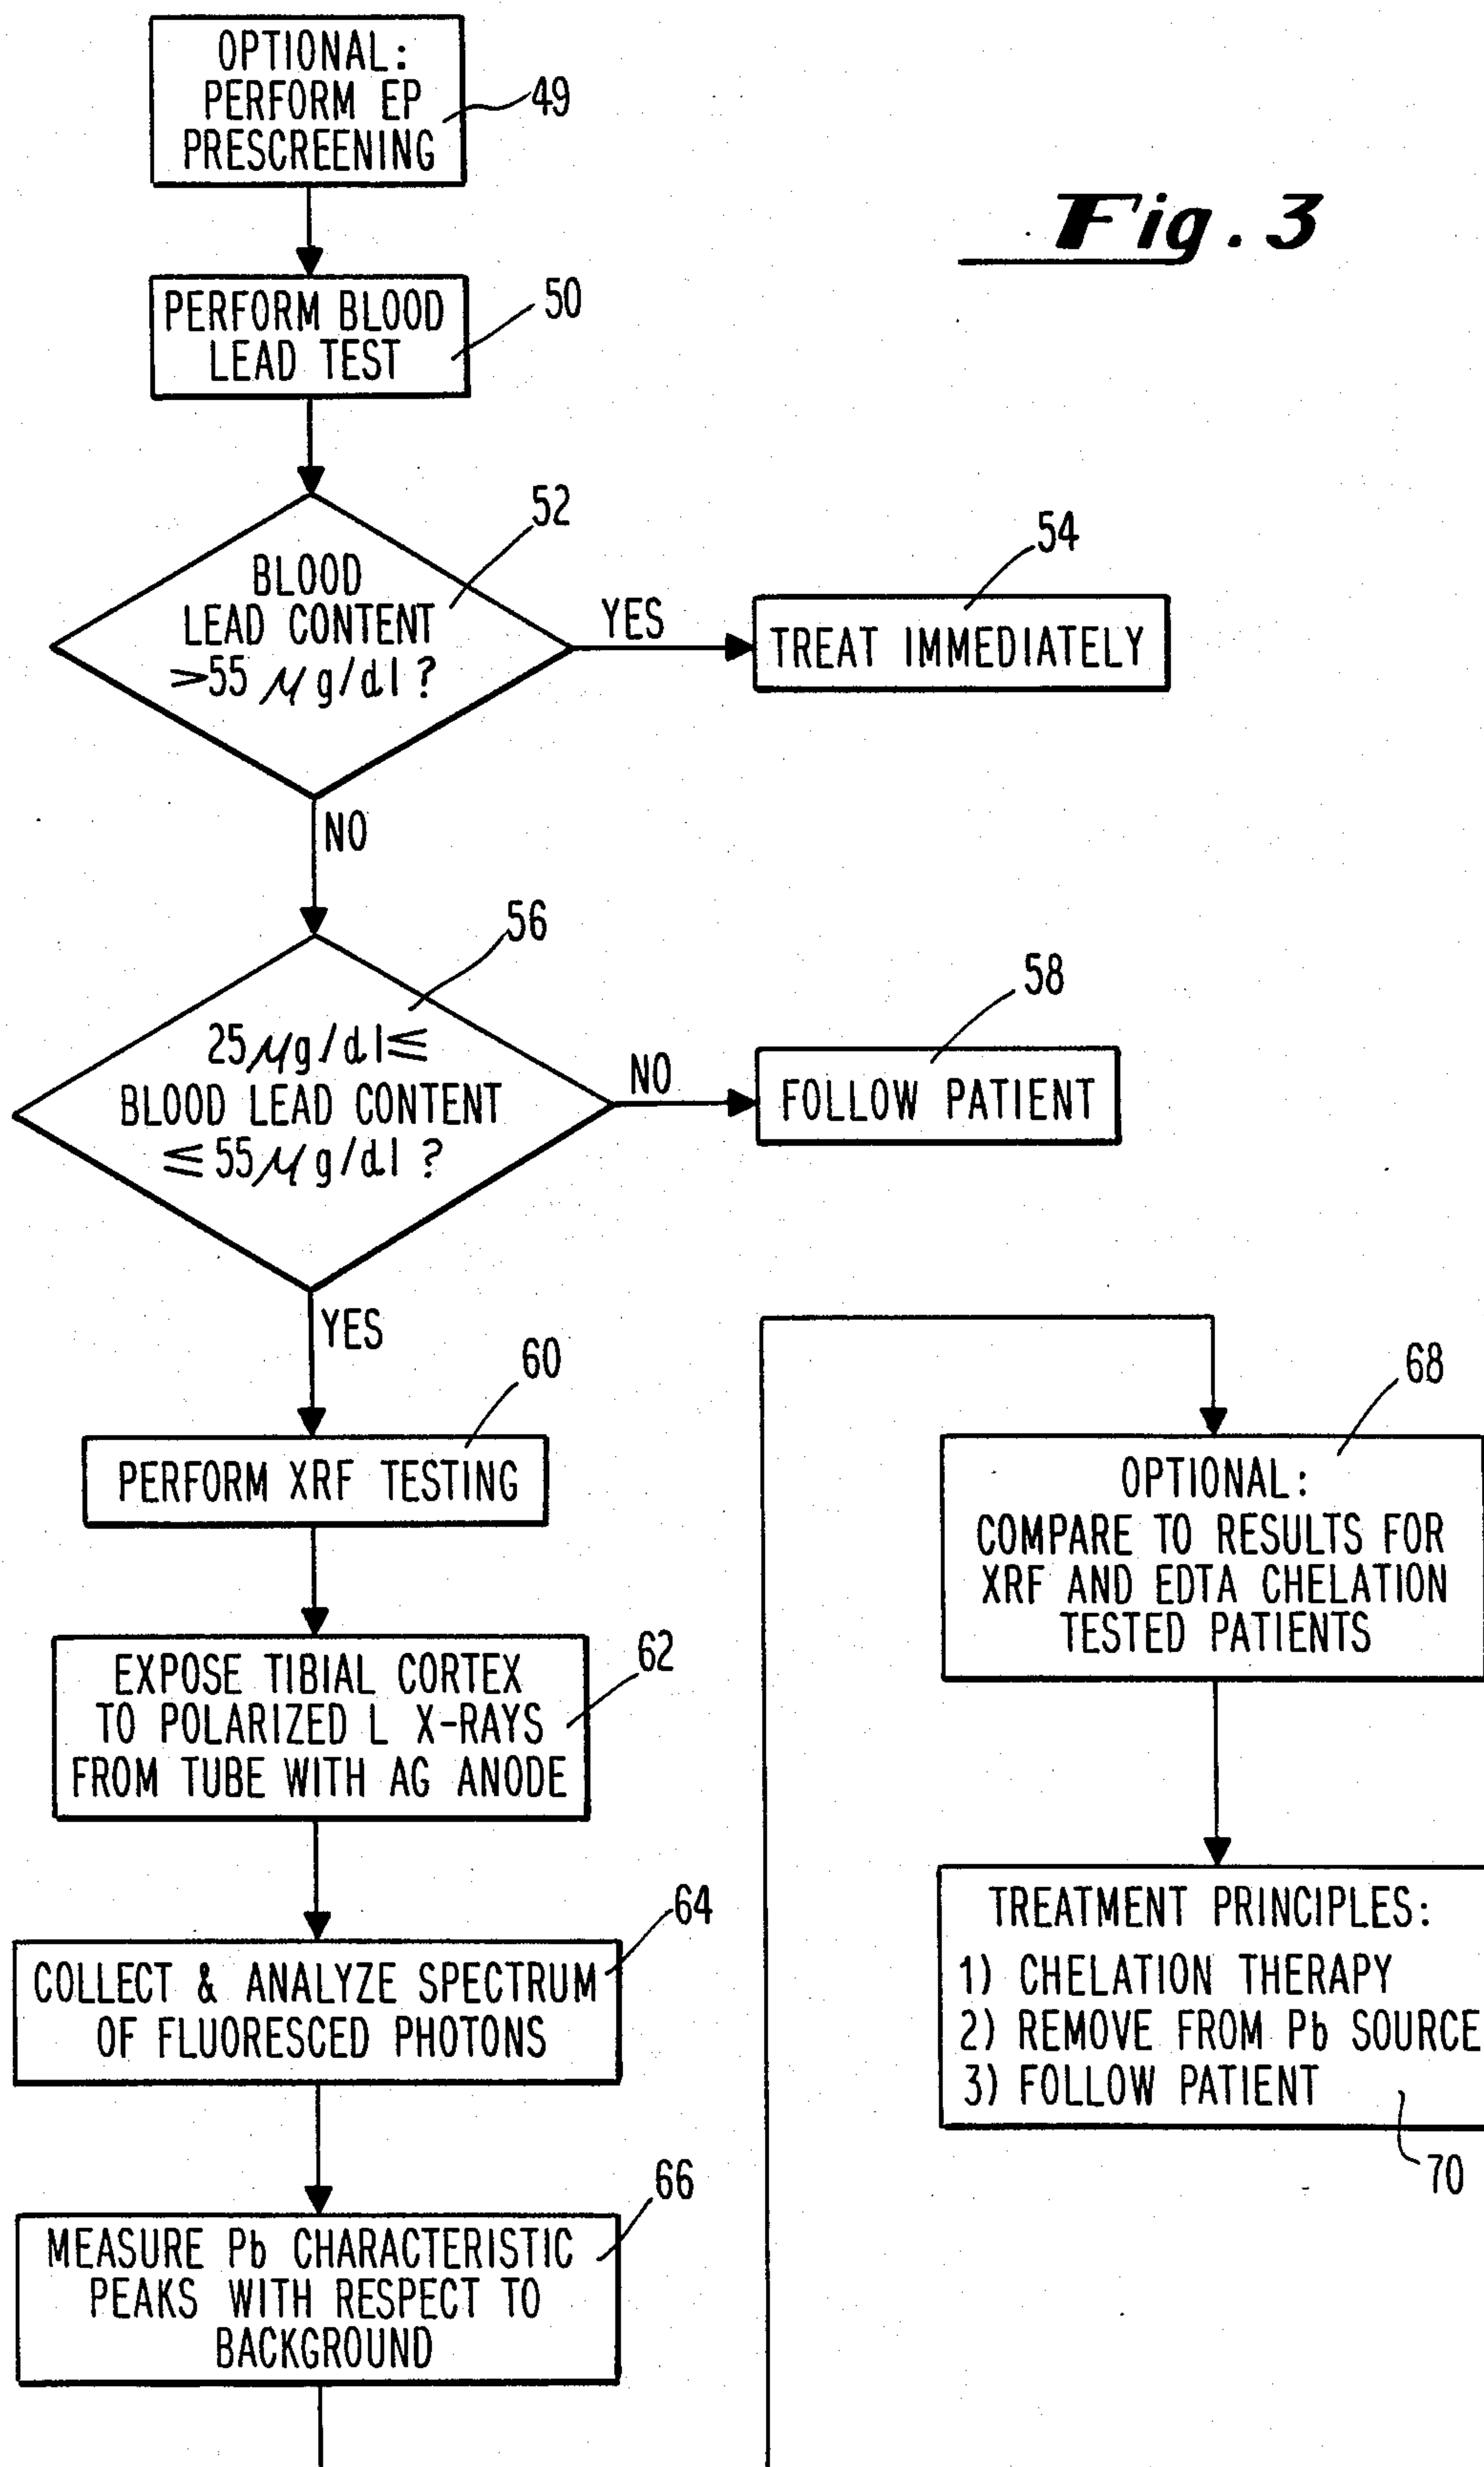 OPTIONAL:
PERFORM EP
PRESCREENING
49
Fig. 3
PERFORM BLOOD
LEAD TEST
50
BLOOD
LEAD CONTENT
>55 μg/dl ?
52
YES
TREAT IMMEDIATELY
54
NO
25μg/dl≤
BLOOD LEAD CONTENT
≤55μg/dl ?
56
NO
FOLLOW PATIENT
58
YES
PERFORM XRF TESTING
60
EXPOSE TIBIAL CORTEX
TO POLARIZED L X-RAYS
FROM TUBE WITH AG ANODE
62
COLLECT & ANALYZE SPECTRUM
OF FLUORESCED PHOTONS
64
MEASURE Pb CHARACTERISTIC
PEAKS WITH RESPECT TO
BACKGROUND
66
OPTIONAL:
COMPARE TO RESULTS FOR
XRF AND EDTA CHELATION
TESTED PATIENTS
68
TREATMENT PRINCIPLES:
1) CHELATION THERAPY
2) REMOVE FROM Pb SOURCE
3) FOLLOW PATIENT
70